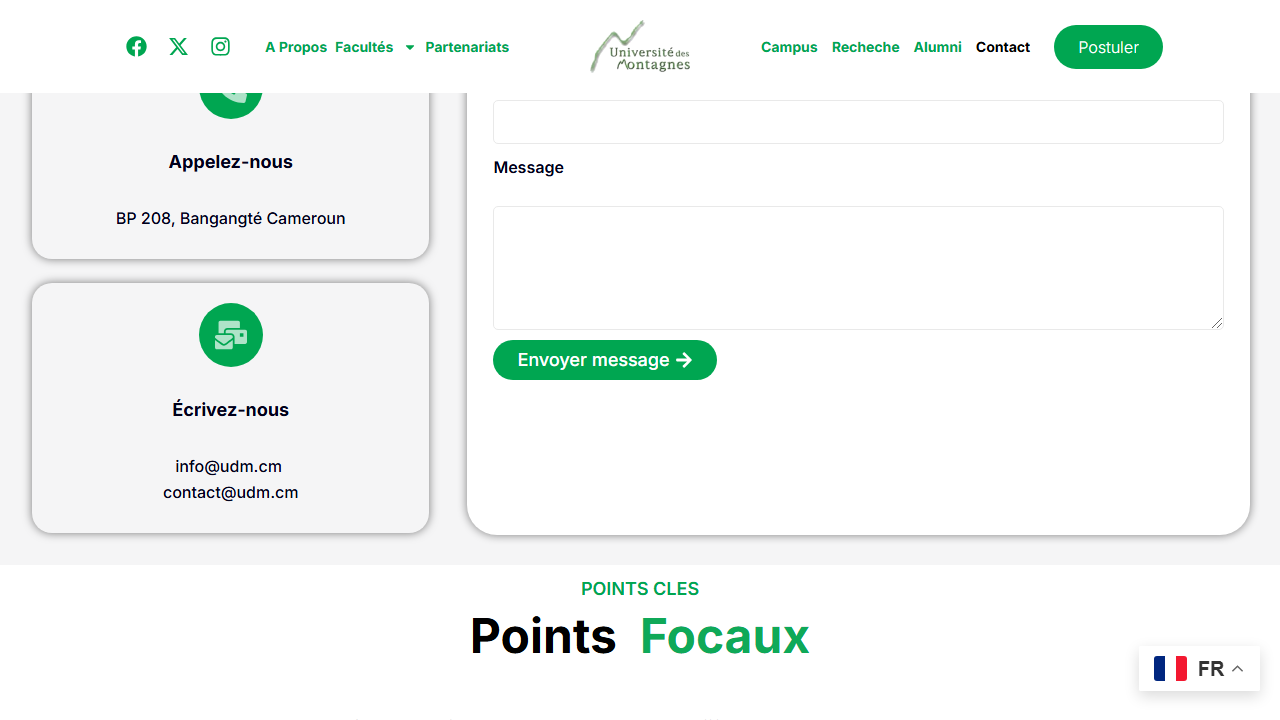 A Propos Facultés Partenariats
Université des
Montagnes
Campus Recheche Alumni Contact Postuler
Appelez-nous
BP 208, Bangangté Cameroun
Écrivez-nous
info@udm.cm
contact@udm.cm
Message
Envoyer message
POINTS CLES
Points Focaux
FR